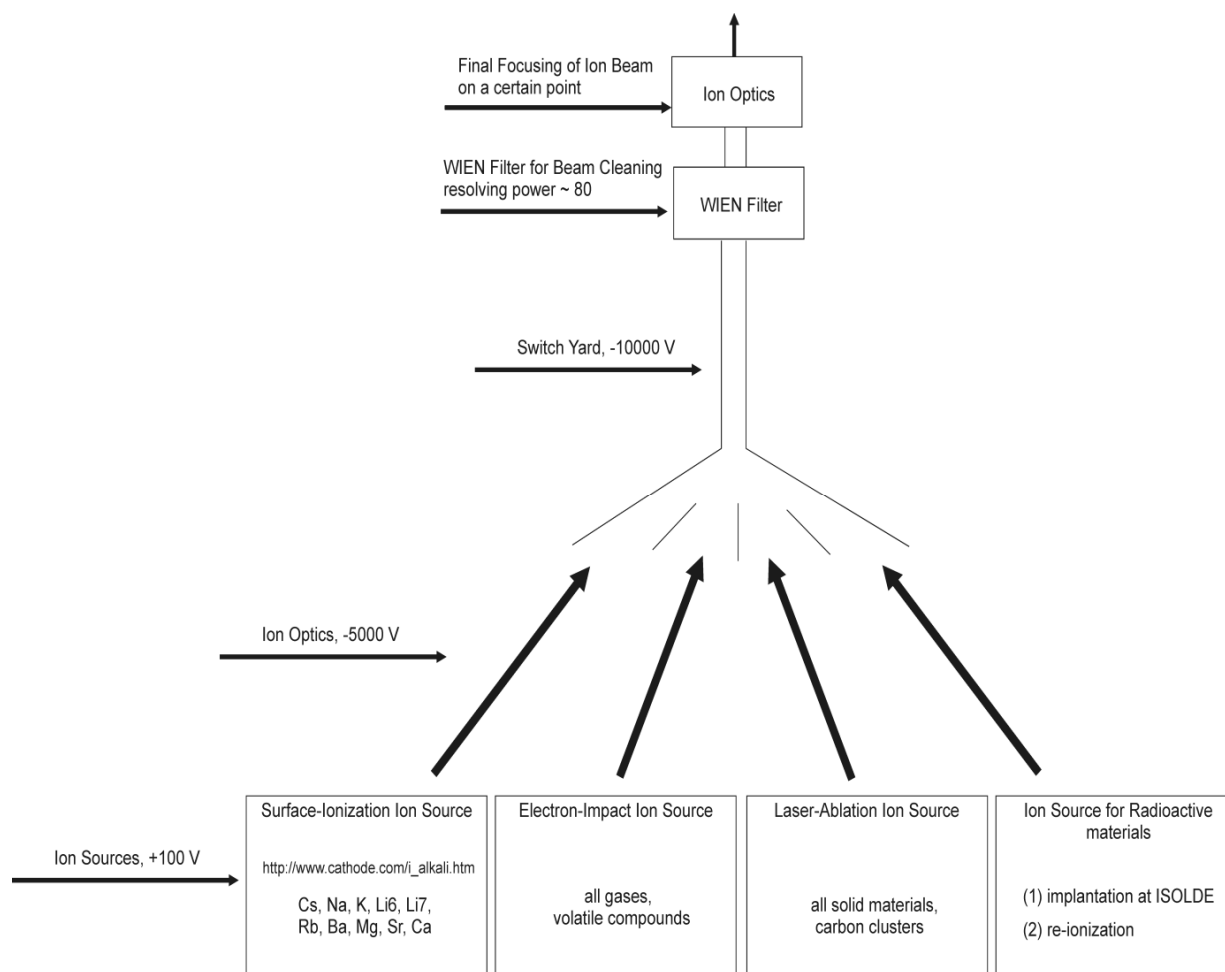 Final Focusing of Ion Beam
on a certain point
Ion Optics
WIEN Filter for Beam Cleaning
resolving power ~ 80
WIEN Filter
Switch Yard, -10000 V
Ion Optics, -5000 V
Ion Sources, +100 V
Surface-Ionization Ion Source
http://www.cathode.com/i_alkali.htm
Cs, Na, K, Li6, Li7,
Rb, Ba, Mg, Sr, Ca
Electron-Impact Ion Source
all gases,
volatile compounds
Laser-Ablation Ion Source
all solid materials,
carbon clusters
Ion Source for Radioactive
materials
(1) implantation at ISOLDE
(2) re-ionization